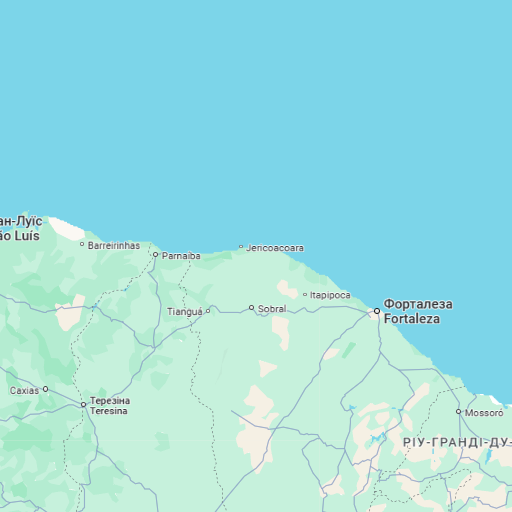 ан-Луїс
ão Luís
Barreirinhas
Parnaíba
Jericoacoara
Itapipoca
Tianguá
Sobral
Форталеза
Fortaleza
Caxias
Терезіна
Teresina
Mossoró
РІУ-ГРАНДІ-ДУ-